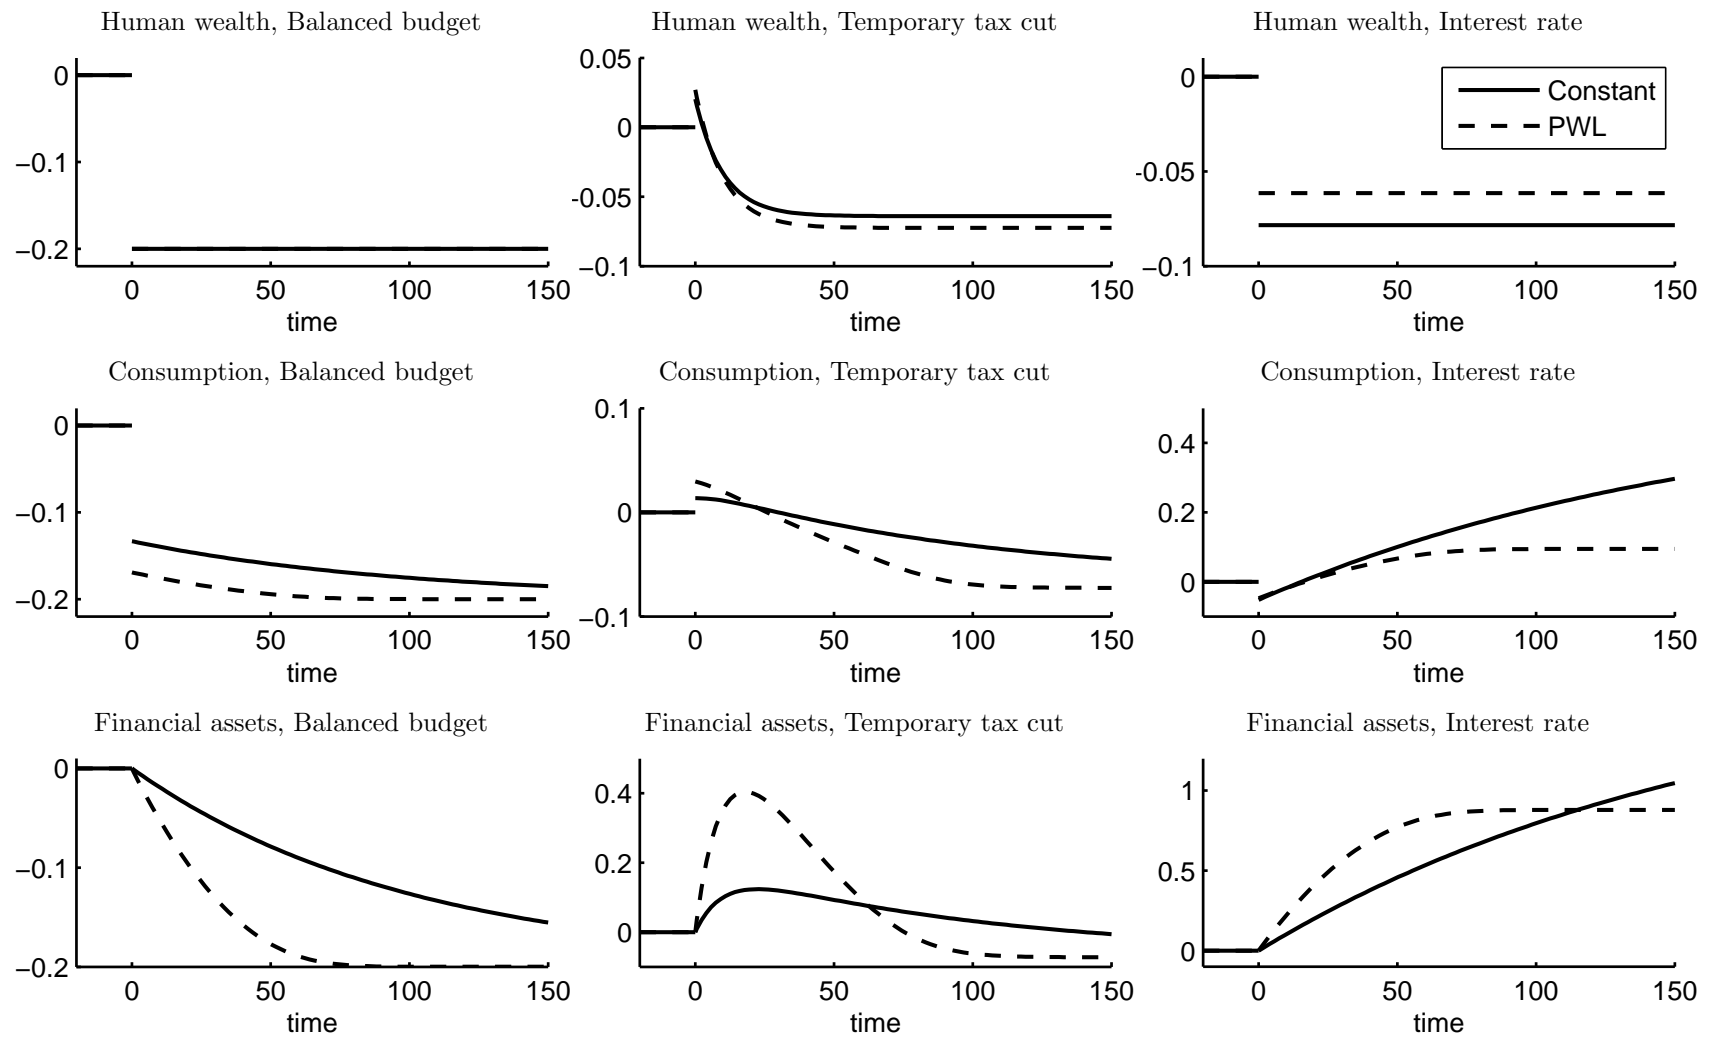 Human wealth, Balanced budget
0
−0.1
−0.2
0 50 100 150
time
Human wealth, Temporary tax cut
0.05
0
-0.05
−0.1
0 50 100 150
time
Human wealth, Interest rate
0
-0.05
−0.1
Constant
PWL
0 50 100 150
time
Consumption, Balanced budget
0
−0.1
−0.2
0 50 100 150
time
Consumption, Temporary tax cut
0.1
0
−0.1
0 50 100 150
time
Consumption, Interest rate
0.4
0.2
0
0 50 100 150
time
Financial assets, Balanced budget
0
−0.1
−0.2
0 50 100 150
time
Financial assets, Temporary tax cut
0.4
0.2
0
0 50 100 150
time
Financial assets, Interest rate
1
0.5
0
0 50 100 150
time